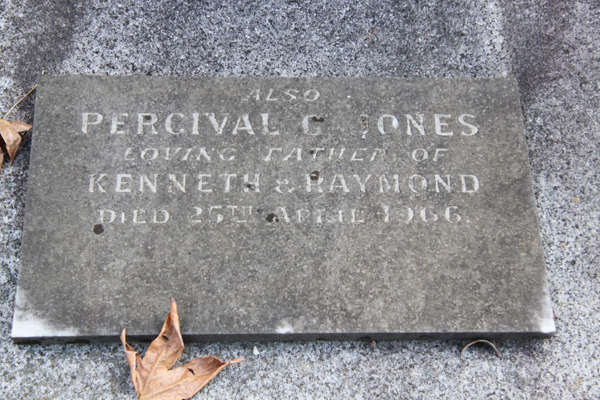 ALSO
PERCIVAL G. JONES
LOVING FATHER OF
KENNETH & RAYMOND
DIED 25TH APRIL 1966.